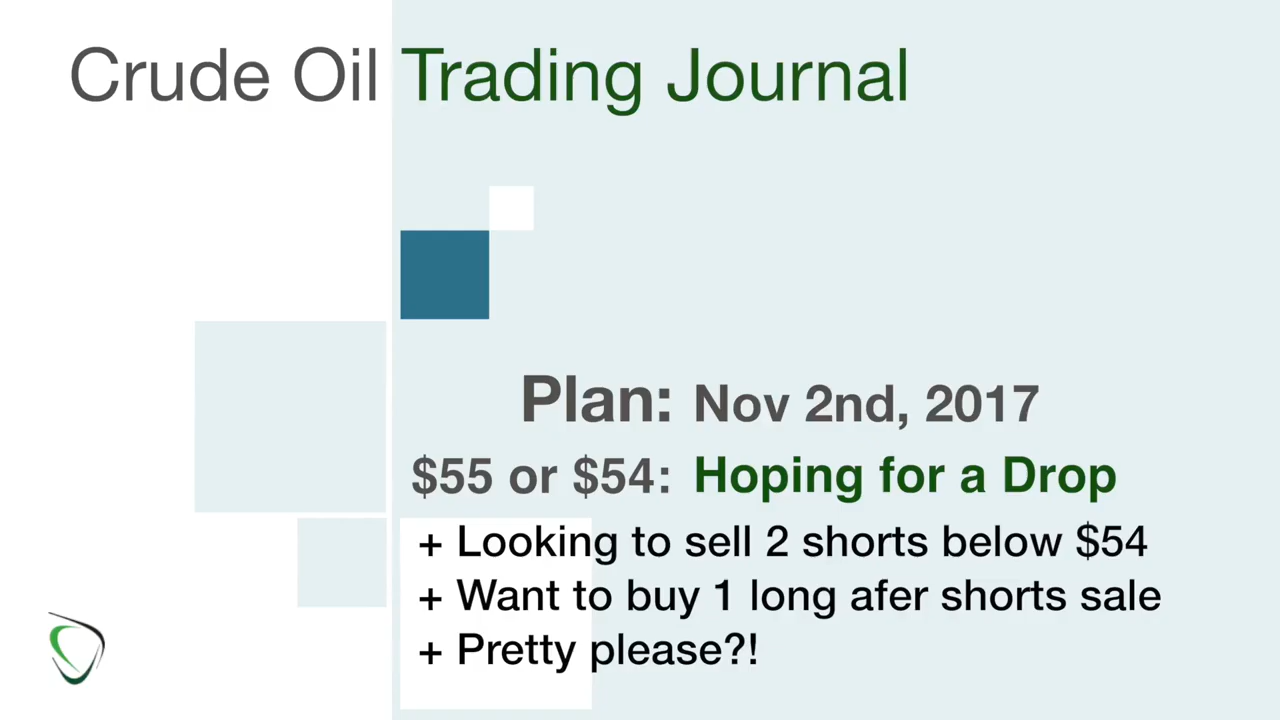 Crude Oil Trading Journal
Plan: Nov 2nd, 2017
$55 or $54: Hoping for a Drop
+ Looking to sell 2 shorts below $54
+ Want to buy 1 long afer shorts sale
+ Pretty please?!